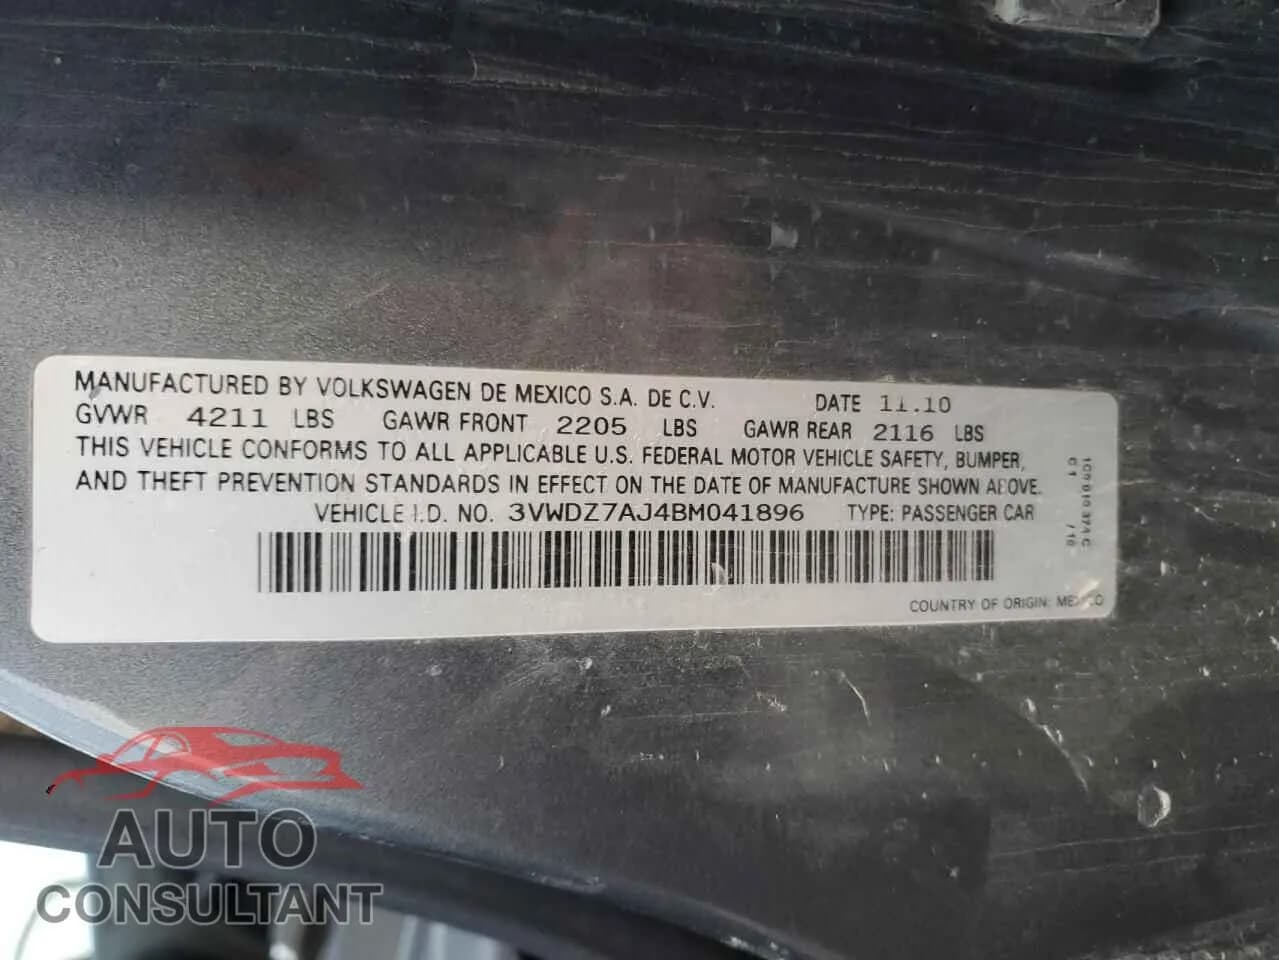 MANUFACTURED BY VOLKSWAGEN DE MEXICO S.A. DE C.V. DATE 11.10
GVWR 4211 LBS GAWR FRONT 2205 LBS GAWR REAR 2116 LBS
THIS VEHICLE CONFORMS TO ALL APPLICABLE U.S. FEDERAL MOTOR VEHICLE SAFETY, BUMPER,
AND THEFT PREVENTION STANDARDS IN EFFECT ON THE DATE OF MANUFACTURE SHOWN ABOVE.
VEHICLE I.D. NO. 3VWDZ7AJ4BM041896 TYPE: PASSENGER CAR
COUNTRY OF ORIGIN: MEXICO
AUTO
CONSULTANT